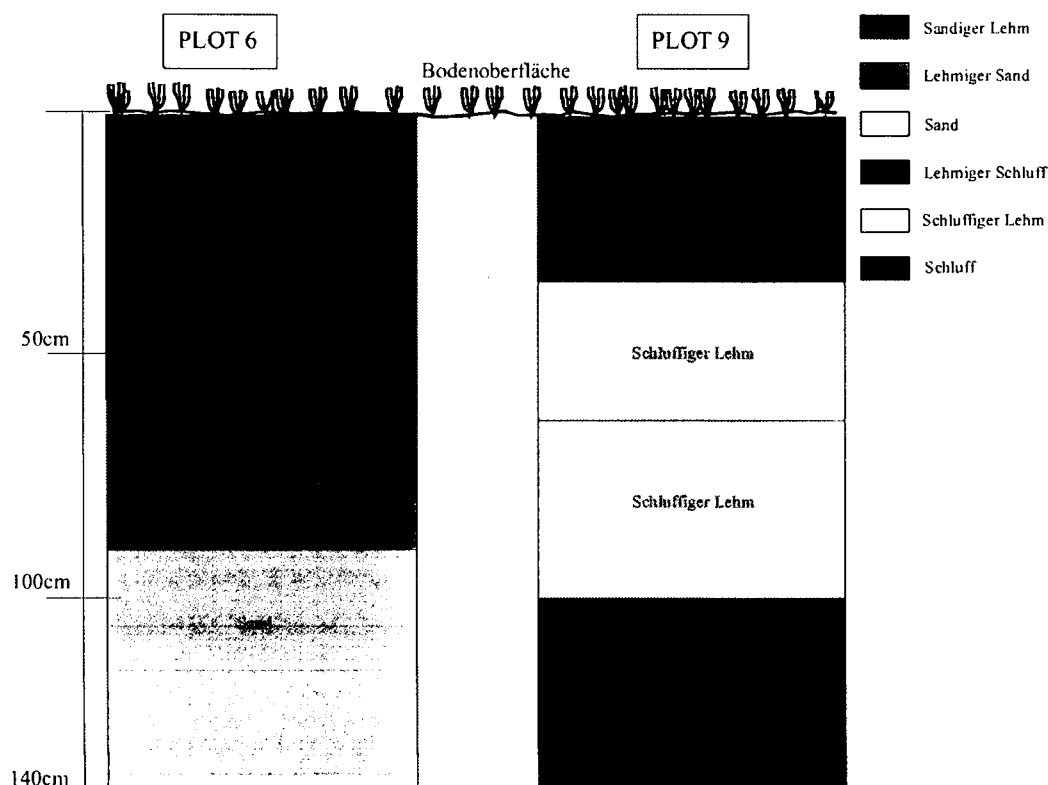 PLOT 6
PLOT 9
Bodenoberfläche
Sandiger Lehm
Lehmiger Sand
Sand
Lehmiger Schluff
Schluffiger Lehm
Schluff
50cm
100cm
140cm
Schluffiger Lehm
Schluffiger Lehm